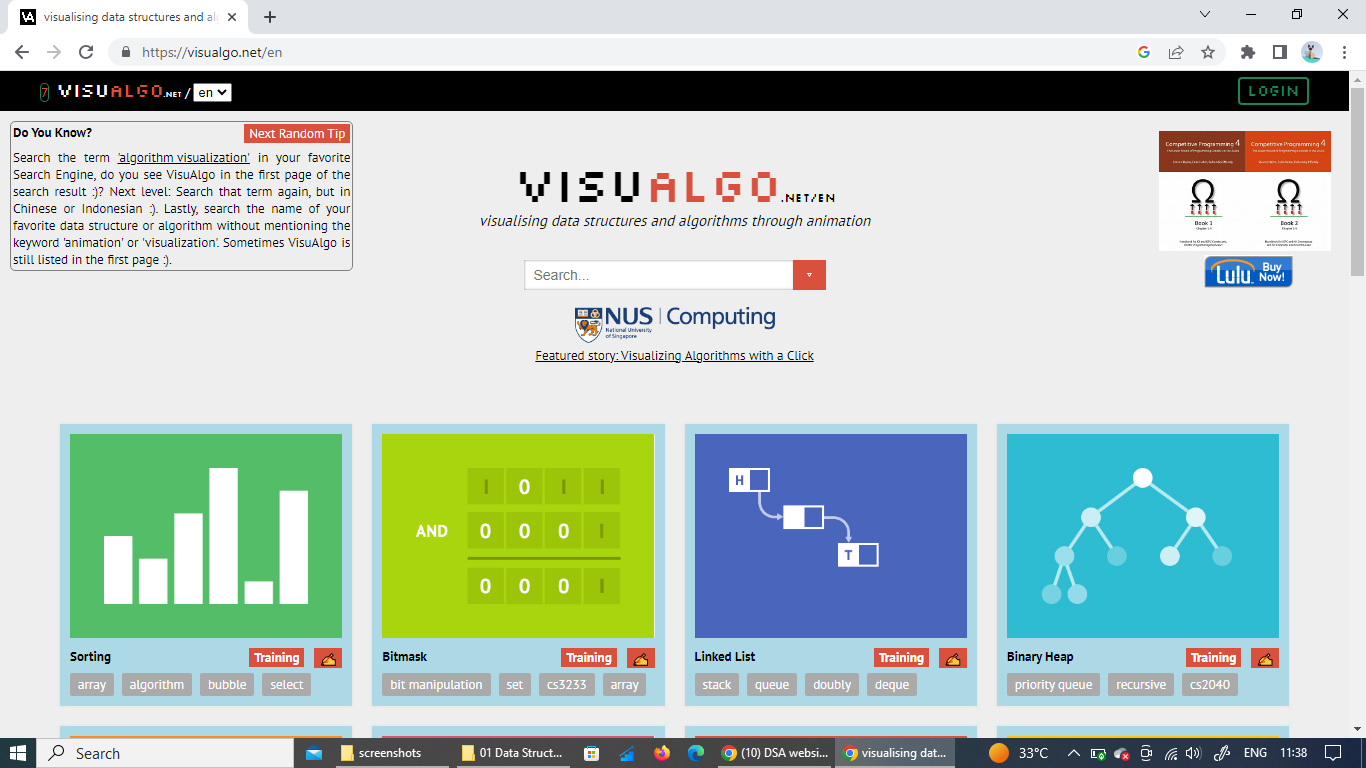 visualising data structures and al
https://visualgo.net/en
7 VISUALGO.NET / en
LOGIN
Do You Know?
Next Random Tip
Search the term 'algorithm visualization' in your favorite
Search Engine, do you see VisuAlgo in the first page of the
search result :)? Next level: Search that term again, but in
Chinese or Indonesian :). Lastly, search the name of your
favorite data structure or algorithm without mentioning the
keyword 'animation' or 'visualization'. Sometimes VisuAlgo is
still listed in the first page :).
VISUALGO.NET/EN
visualising data structures and algorithms through animation
Search...
NUS Computing
National University
of Singapore
Featured story: Visualizing Algorithms with a Click
Competitive Programming 4
Book 1
Competitive Programming 4
Book 2
Lulu Buy Now!
H
T
AND
1 0 1 1
0 0 0 1
0 0 0 1
Sorting
Training
array algorithm bubble select
Bitmask
Training
bit manipulation set cs3233 array
Linked List
Training
stack queue doubly deque
Binary Heap
Training
priority queue recursive cs2040
Search
screenshots
01 Data Struct...
(10) DSA websi...
visualising dat...
33°C
ENG
11:38